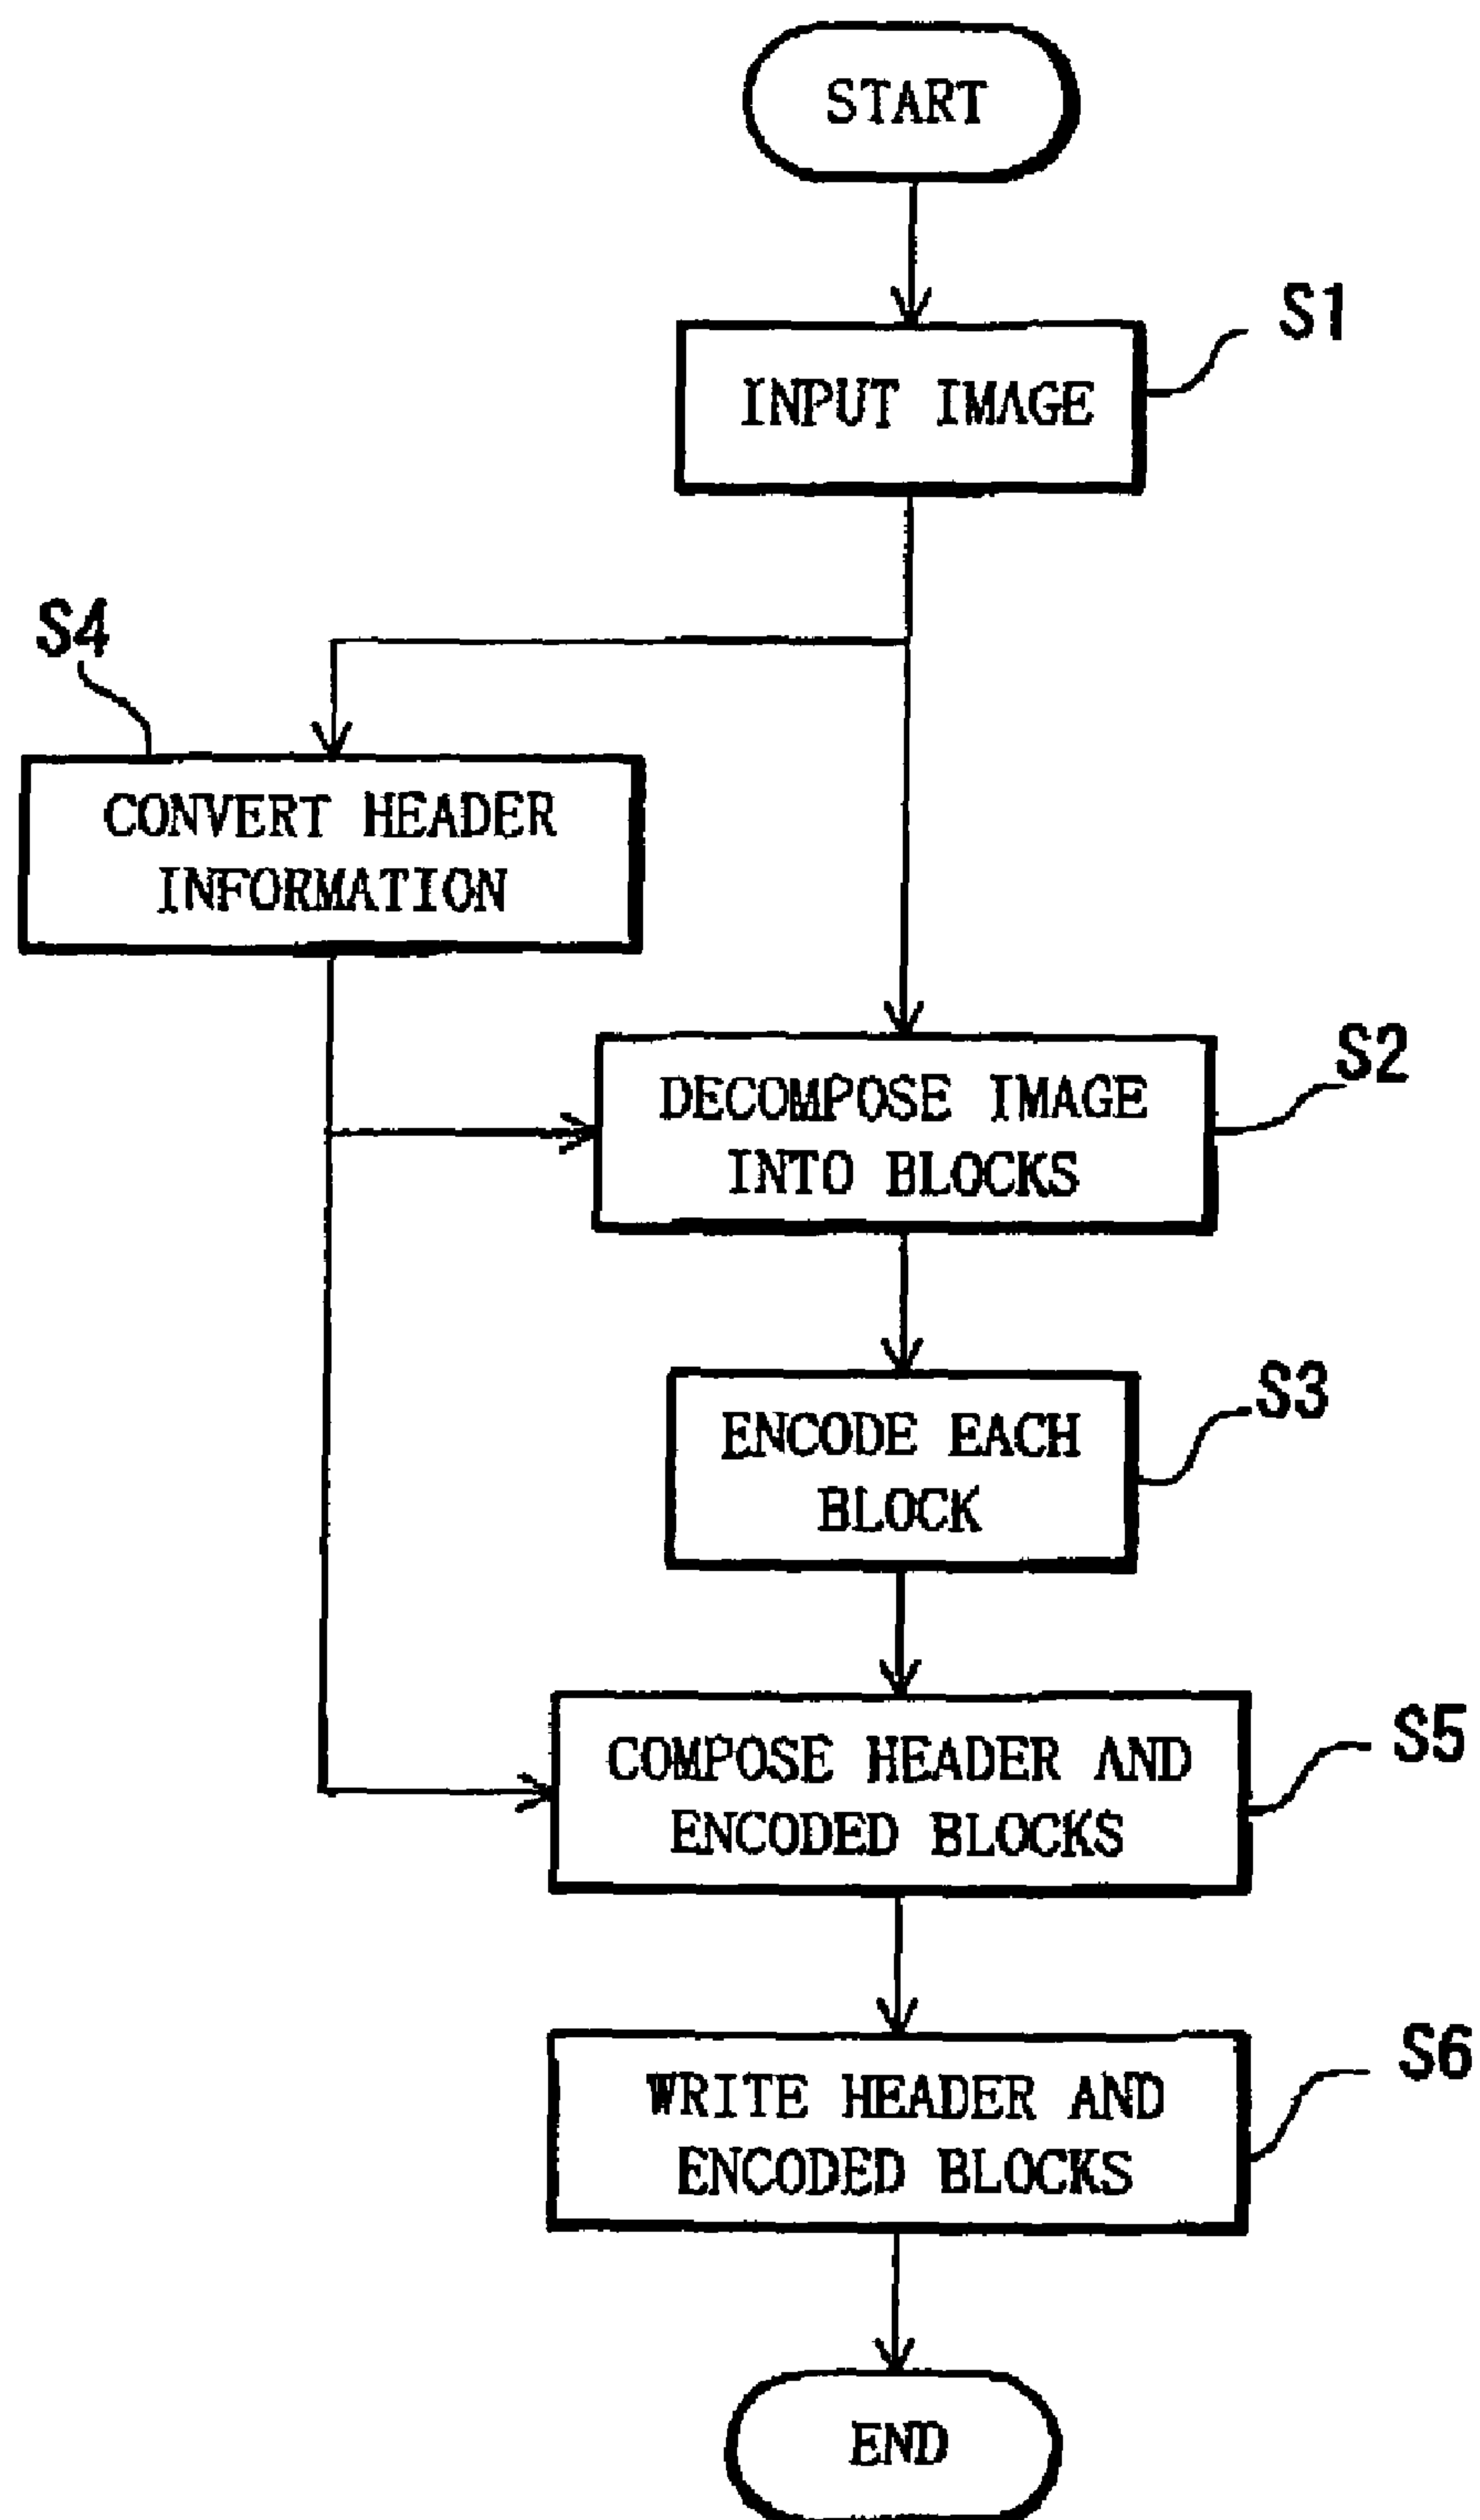 START
S1
INPUT IMAGE
S4
CONVERT HEADER
INFORMATION
S2
DECOMPOSE IMAGE
INTO BLOCKS
S3
ENCODE EACH
BLOCK
S5
COMPOSE HEADER AND
ENCODED BLOCKS
S6
WRITE HEADER AND
ENCODED BLOCKS
END